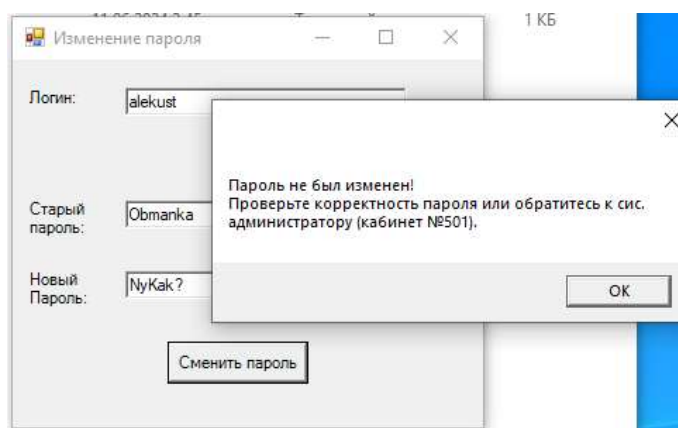 1 КБ
Изменение пароля
Логин:
alekust
Пароль не был изменен!
Проверьте корректность пароля или обратитесь к сис.
администратору (кабинет №501).
Старый
пароль:
Obmanka
Новый
Пароль:
NyKak?
OK
Сменить пароль